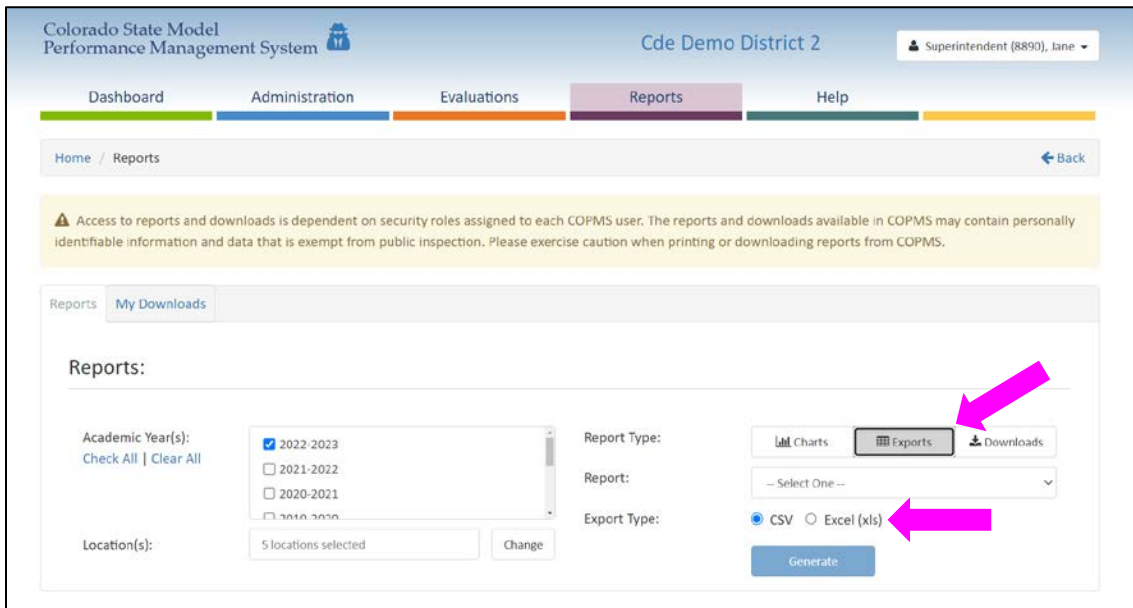 Colorado State Model
Performance Management System
Cde Demo District 2
Superintendent (8890), Jane
Dashboard
Administration
Evaluations
Reports
Help
Home / Reports
Back
Access to reports and downloads is dependent on security roles assigned to each COPMS user. The reports and downloads available in COPMS may contain personally
identifiable information and data that is exempt from public inspection. Please exercise caution when printing or downloading reports from COPMS.
Reports
My Downloads
Reports:
Academic Year(s):
Check All | Clear All
2022-2023
2021-2022
2020-2021
2019-2020
Location(s):
5 locations selected
Change
Report Type:
Charts
Exports
Downloads
Report:
-- Select One --
Export Type:
CSV
Excel (xls)
Generate